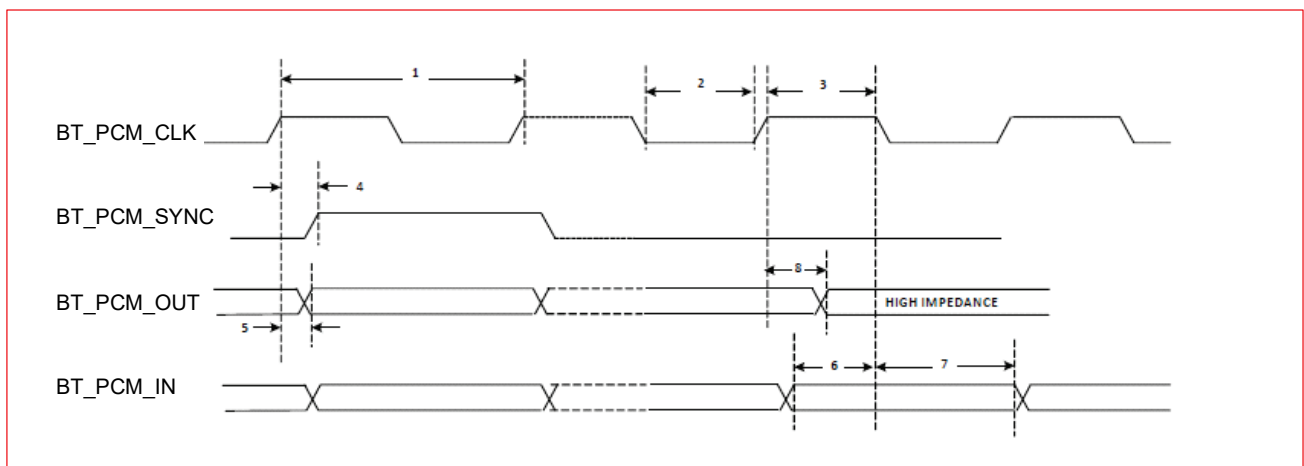 1
2
3
BT_PCM_CLK
4
BT_PCM_SYNC
8
BT_PCM_OUT
HIGH IMPEDANCE
5
6
7
BT_PCM_IN